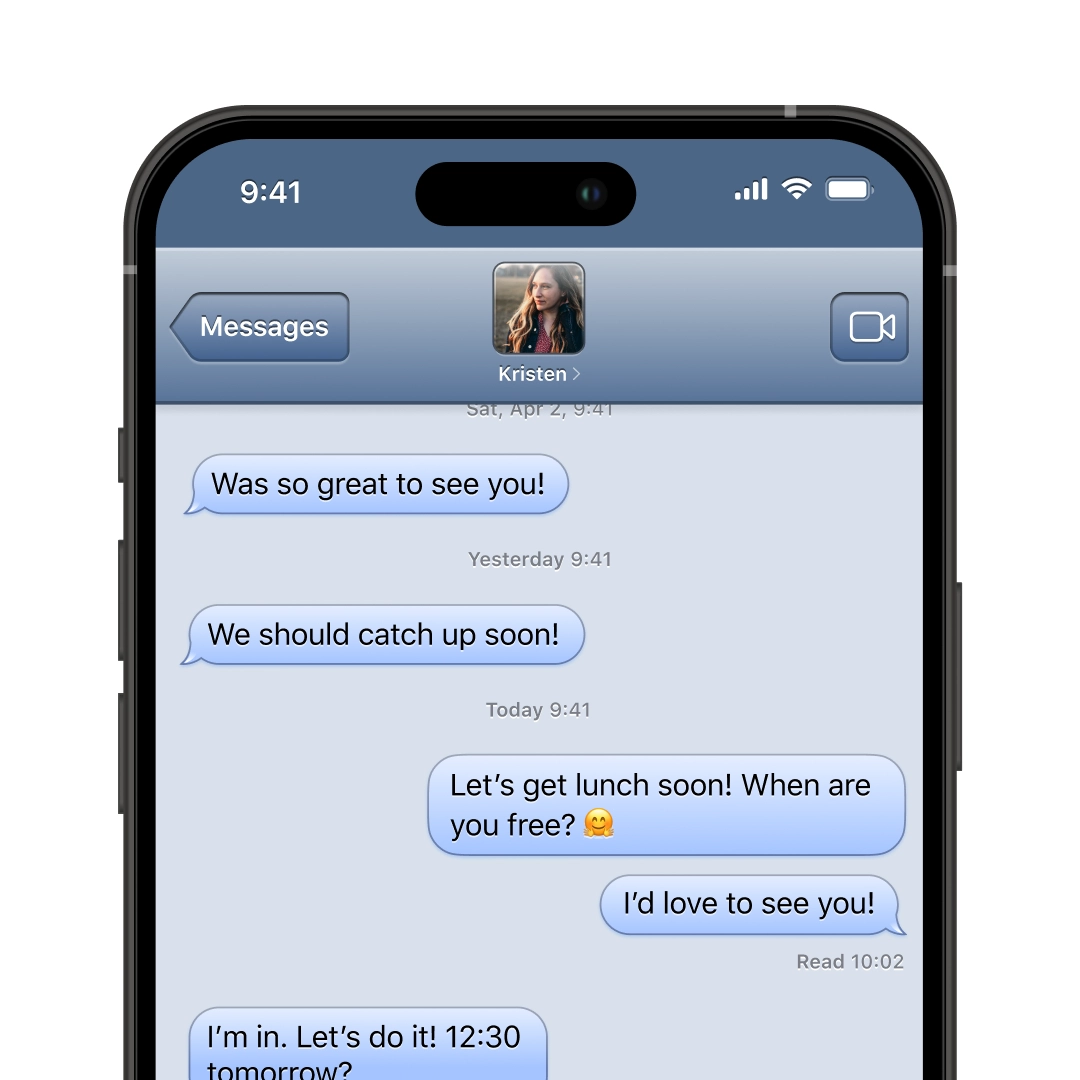 9:41
Messages
Kristen
Sat, Apr 2, 9:41
Was so great to see you!
Yesterday 9:41
We should catch up soon!
Today 9:41
Let’s get lunch soon! When are
you free? 🤗
I’d love to see you!
Read 10:02
I’m in. Let’s do it! 12:30
tomorrow?